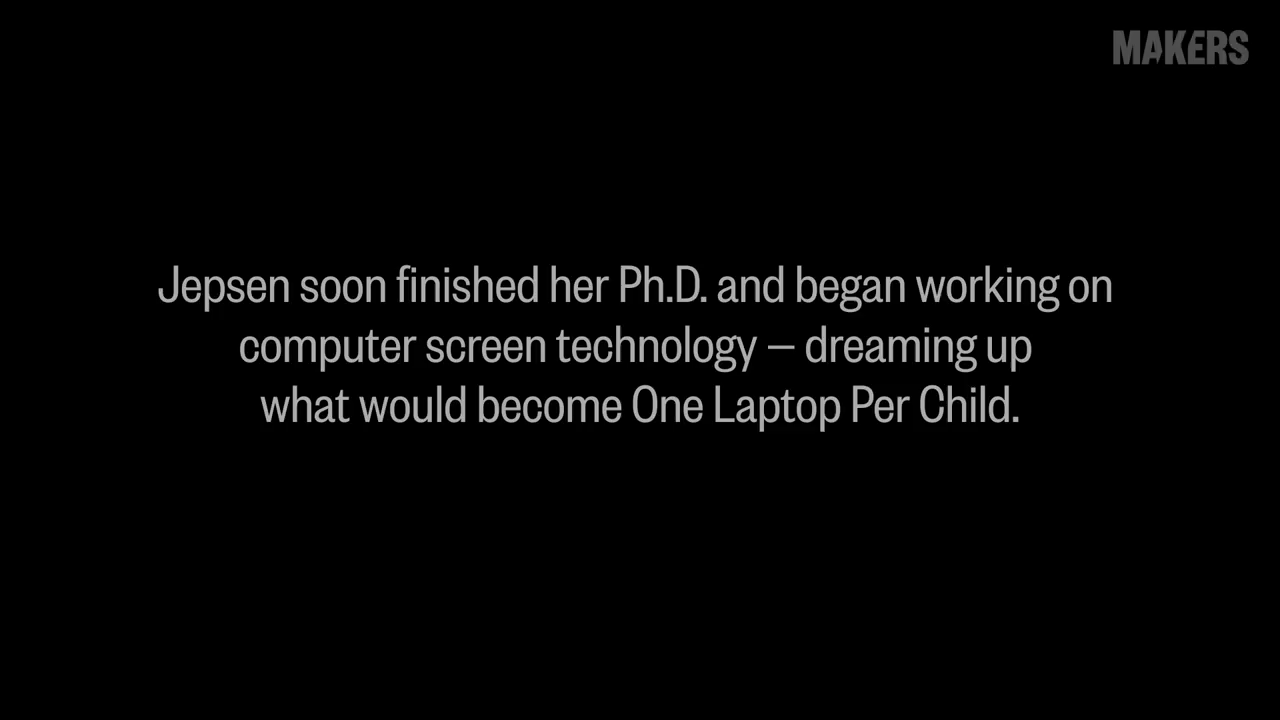 MAKERS
Jepsen soon finished her Ph.D. and began working on
computer screen technology — dreaming up
what would become One Laptop Per Child.